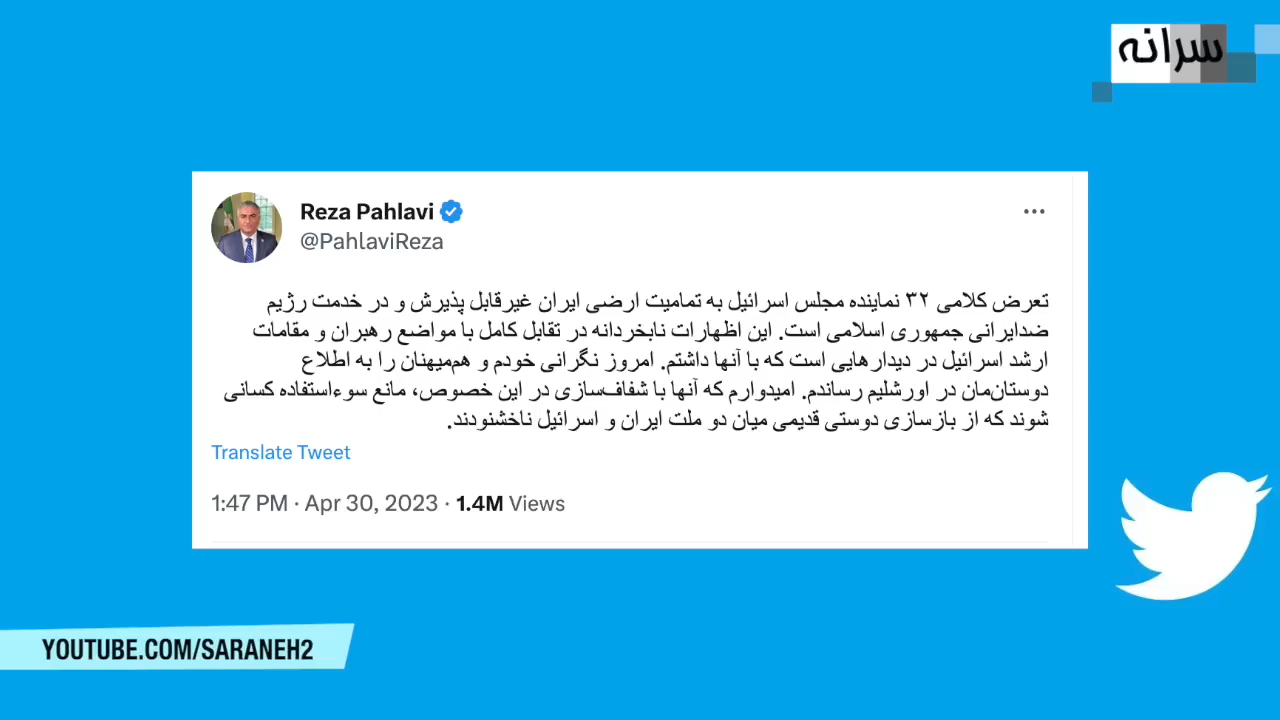 سرانه
Reza Pahlavi
@PahlaviReza
تعرض کلامی ۳۲ نماینده مجلس اسرائیل به تمامیت ارضی ایران غیرقابل پذیرش و در خدمت رژیم
ضدایرانی جمهوری اسلامی است. این اظهارات نابخردانه در تقابل کامل با مواضع رهبران و مقامات
ارشد اسرائیل در دیدارهایی است که با آنها داشتم. امروز نگرانی خودم و هم‌میهنان را به اطلاع
دوستان‌مان در اورشلیم رساندم. امیدوارم که آنها با شفاف‌سازی در این خصوص، مانع سوءاستفاده کسانی
شوند که از بازسازی دوستی قدیمی میان دو ملت ایران و اسرائیل ناخشنودند.
Translate Tweet
1:47 PM · Apr 30, 2023 · 1.4M Views
YOUTUBE.COM/SARANEH2